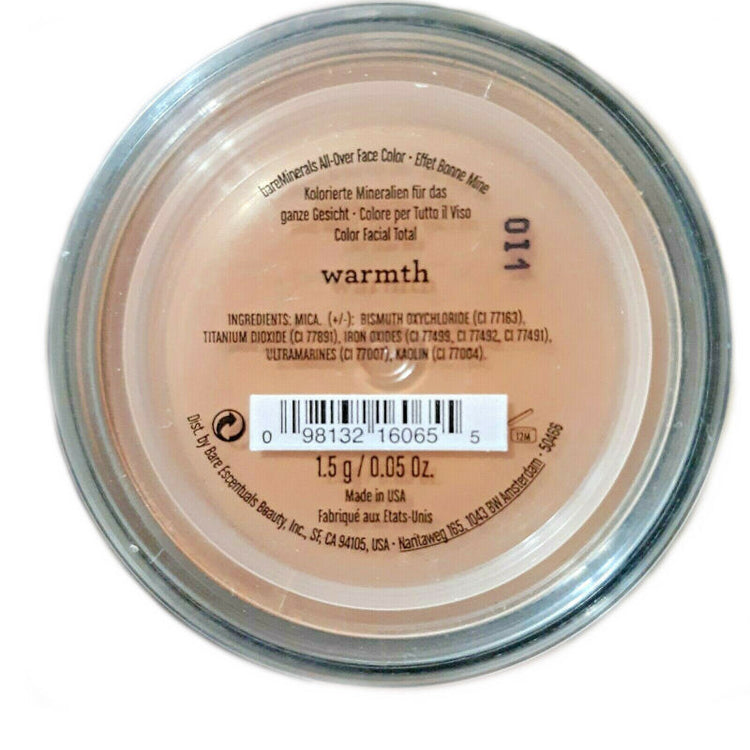 bareMinerals All-Over Face Color · Effet Bonne Mine
Kolorierte Mineralien für das
ganze Gesicht · Colore per Tutto il Viso
Color Facial Total
011
warmth
INGREDIENTS: MICA. (+/-): BISMUTH OXYCHLORIDE (CI 77163),
TITANIUM DIOXIDE (CI 77891), IRON OXIDES (CI 77499, CI 77492, CI 77491),
ULTRAMARINES (CI 77007), KAOLIN (CI 77004).
0 98132 16065 5
12M
1.5 g / 0.05 Oz.
Made in USA
Fabriqué aux Etats-Unis
Dist. by Bare Escentuals Beauty, Inc., SF, CA 94105, USA · Naritaweg 165, 1043 BW Amsterdam · 50466